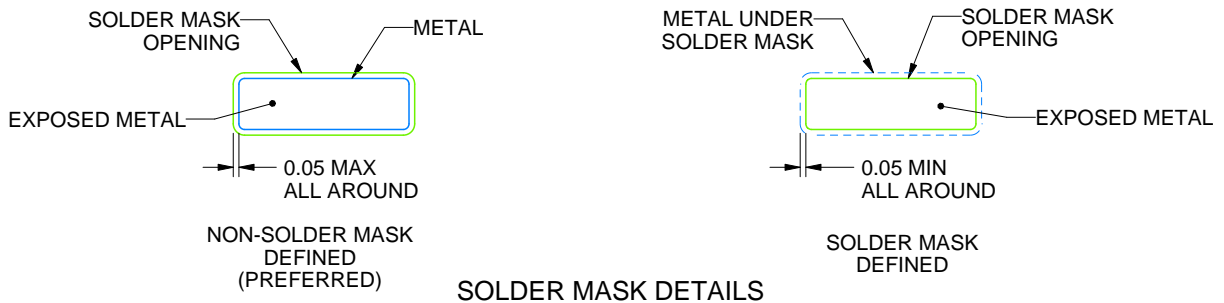 SOLDER MASK
OPENING
METAL
EXPOSED METAL
0.05 MAX
ALL AROUND
NON-SOLDER MASK
DEFINED
(PREFERRED)
METAL UNDER
SOLDER MASK
SOLDER MASK
OPENING
EXPOSED METAL
0.05 MIN
ALL AROUND
SOLDER MASK
DEFINED
SOLDER MASK DETAILS